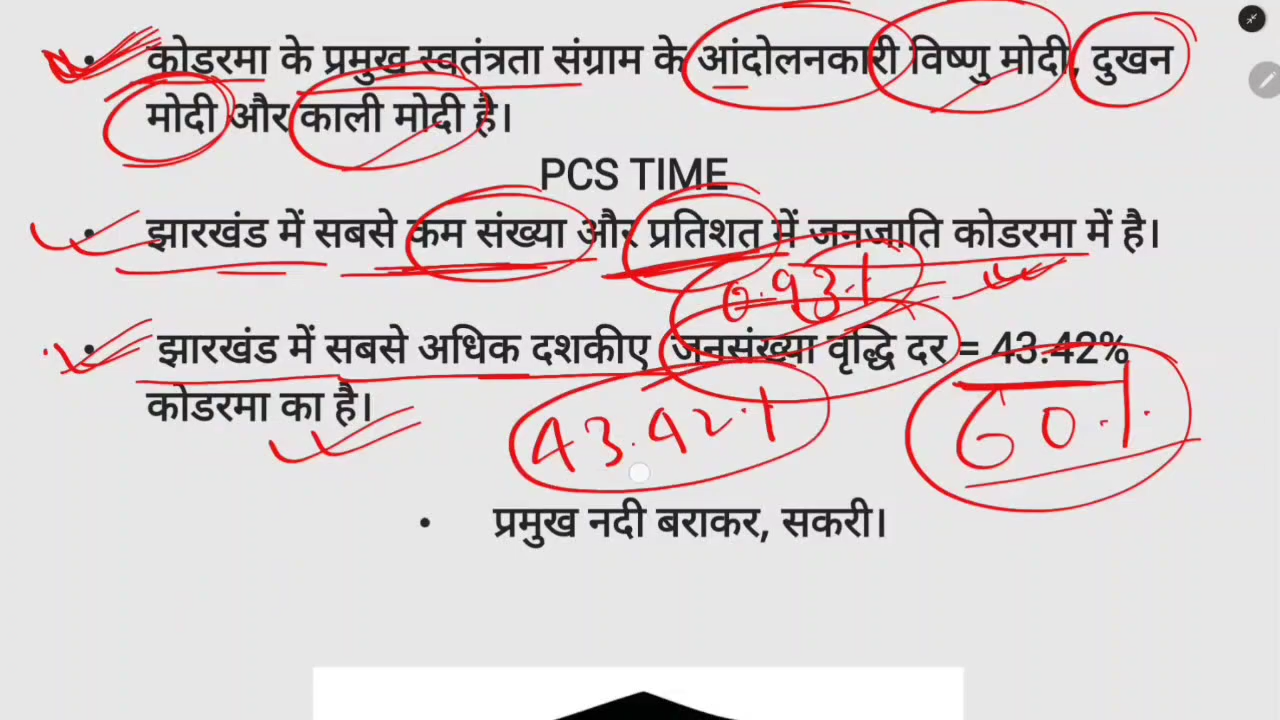 • कोडरमा के प्रमुख स्वतंत्रता संग्राम के आंदोलनकारी विष्णु मोदी, दुखन
मोदी और काली मोदी है।
PCS TIME
• झारखंड में सबसे कम संख्या और प्रतिशत में जनजाति कोडरमा में है।
0.93%
• झारखंड में सबसे अधिक दशकीए जनसंख्या वृद्धि दर = 43.42%
कोडरमा का है।
43.42%
60%
• प्रमुख नदी बराकर, सकरी।